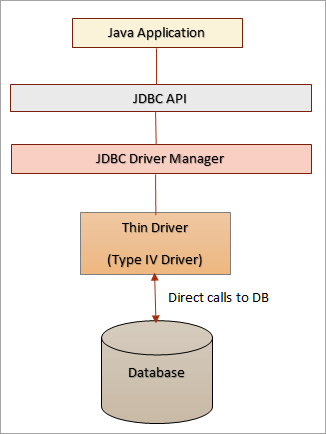 Java Application
JDBC API
JDBC Driver Manager
Thin Driver
(Type IV Driver)
Direct calls to DB
Database